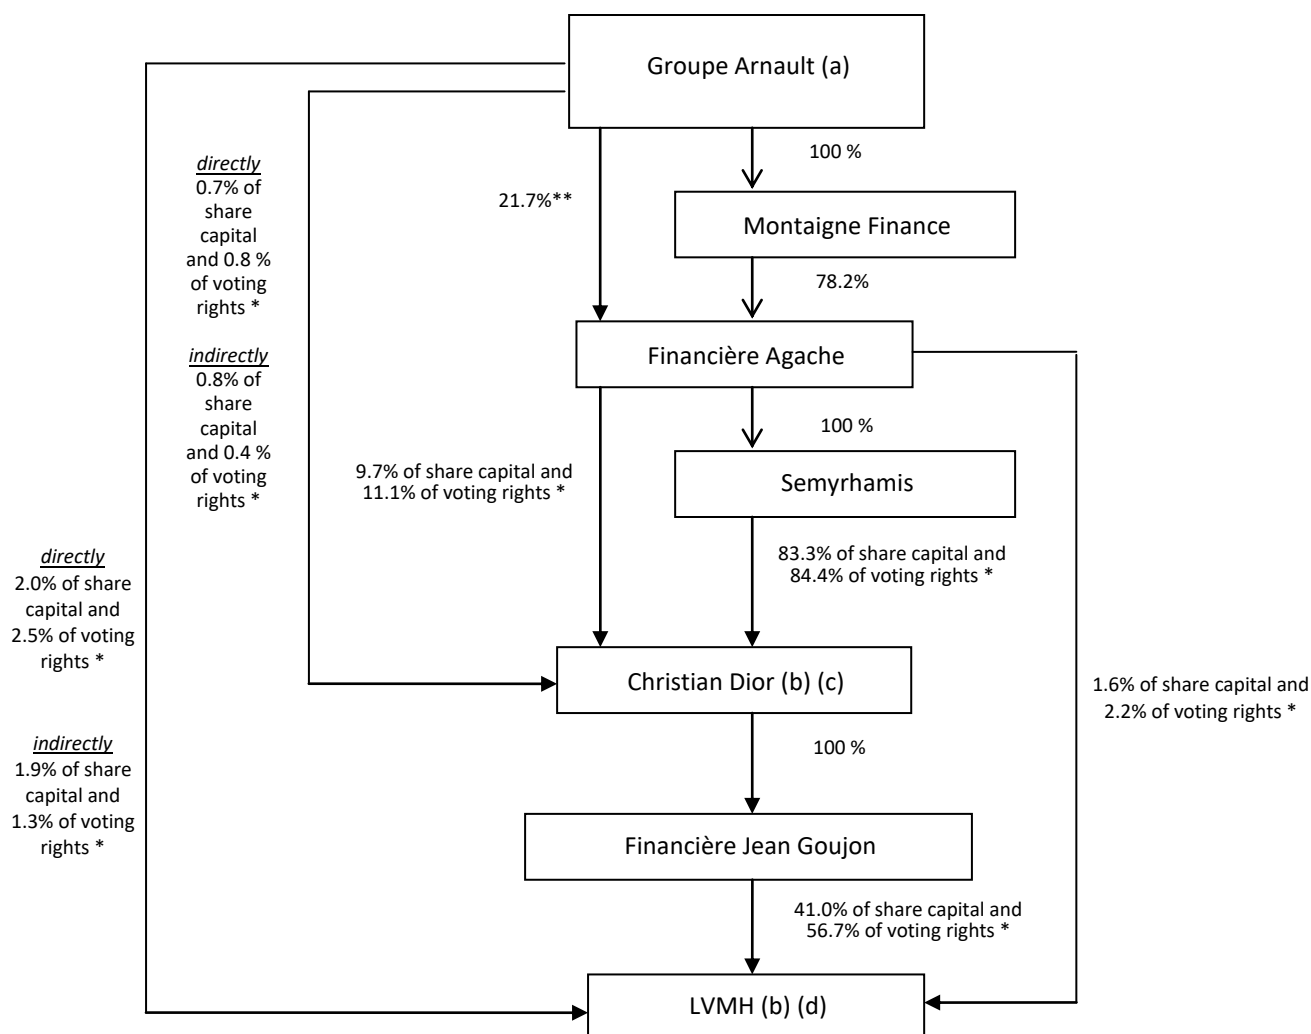 Groupe Arnault (a)
100 %
directly
0.7% of
share
capital
and 0.8 %
of voting
rights *
21.7%**
Montaigne Finance
78.2%
indirectly
0.8% of
share
capital
and 0.4 %
of voting
rights *
Financière Agache
100 %
9.7% of share capital and
11.1% of voting rights *
Semyrhamis
83.3% of share capital and
84.4% of voting rights *
directly
2.0% of share
capital and
2.5% of voting
rights *
Christian Dior (b) (c)
1.6% of share capital and
2.2% of voting rights *
indirectly
1.9% of share
capital and
1.3% of voting
rights *
100 %
Financière Jean Goujon
41.0% of share capital and
56.7% of voting rights *
LVMH (b) (d)